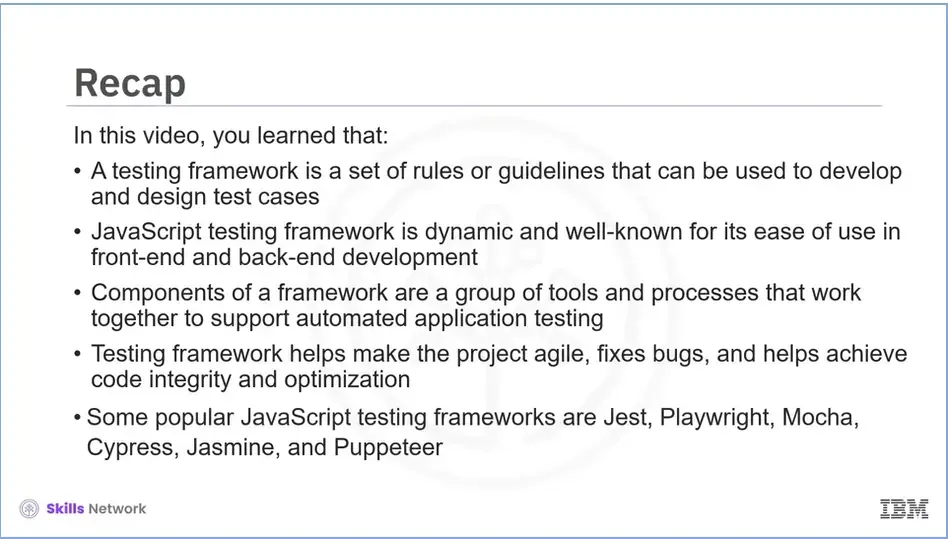 Recap
In this video, you learned that:
• A testing framework is a set of rules or guidelines that can be used to develop
and design test cases
• JavaScript testing framework is dynamic and well-known for its ease of use in
front-end and back-end development
• Components of a framework are a group of tools and processes that work
together to support automated application testing
• Testing framework helps make the project agile, fixes bugs, and helps achieve
code integrity and optimization
• Some popular JavaScript testing frameworks are Jest, Playwright, Mocha,
Cypress, Jasmine, and Puppeteer
Skills Network
IBM